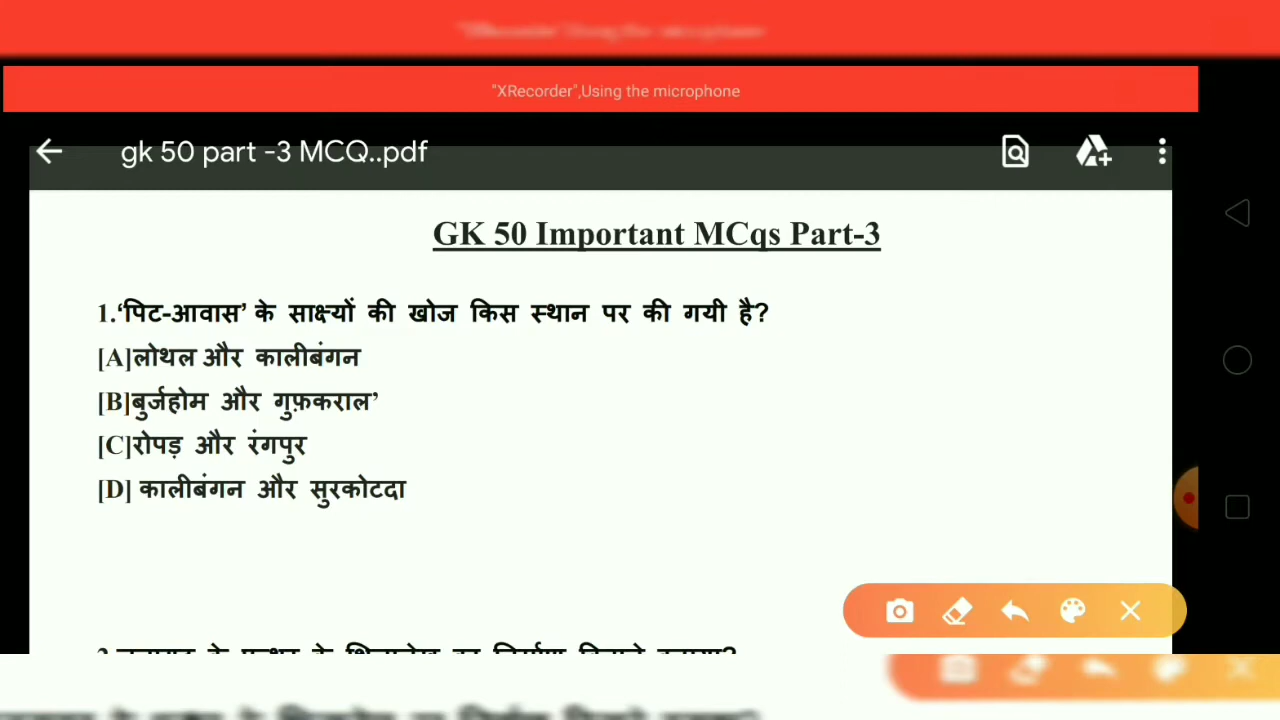 "XRecorder",Using the microphone
gk 50 part -3 MCQ..pdf
GK 50 Important MCqs Part-3
1.‘पिट-आवास’ के साक्ष्यों की खोज किस स्थान पर की गयी है?
[A]लोथल और कालीबंगन
[B]बुर्जहोम और गुफ़कराल’
[C]रोपड़ और रंगपुर
[D] कालीबंगन और सुरकोटदा